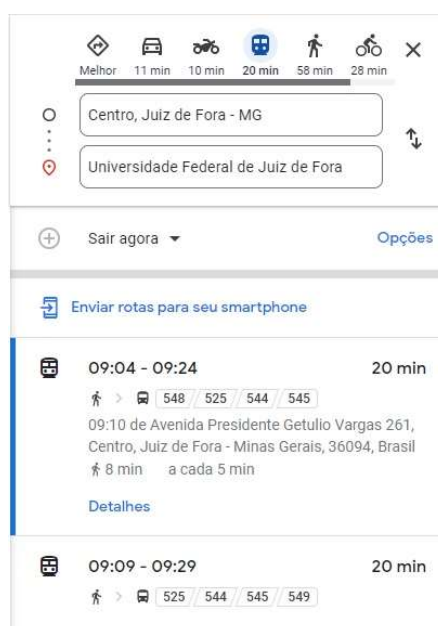 Melhor 11 min 10 min 20 min 58 min 28 min
Centro, Juiz de Fora - MG
Universidade Federal de Juiz de Fora
Sair agora Opções
Enviar rotas para seu smartphone
09:04 - 09:24 20 min
548 525 544 545
09:10 de Avenida Presidente Getulio Vargas 261,
Centro, Juiz de Fora - Minas Gerais, 36094, Brasil
8 min a cada 5 min
Detalhes
09:09 - 09:29 20 min
525 544 545 549